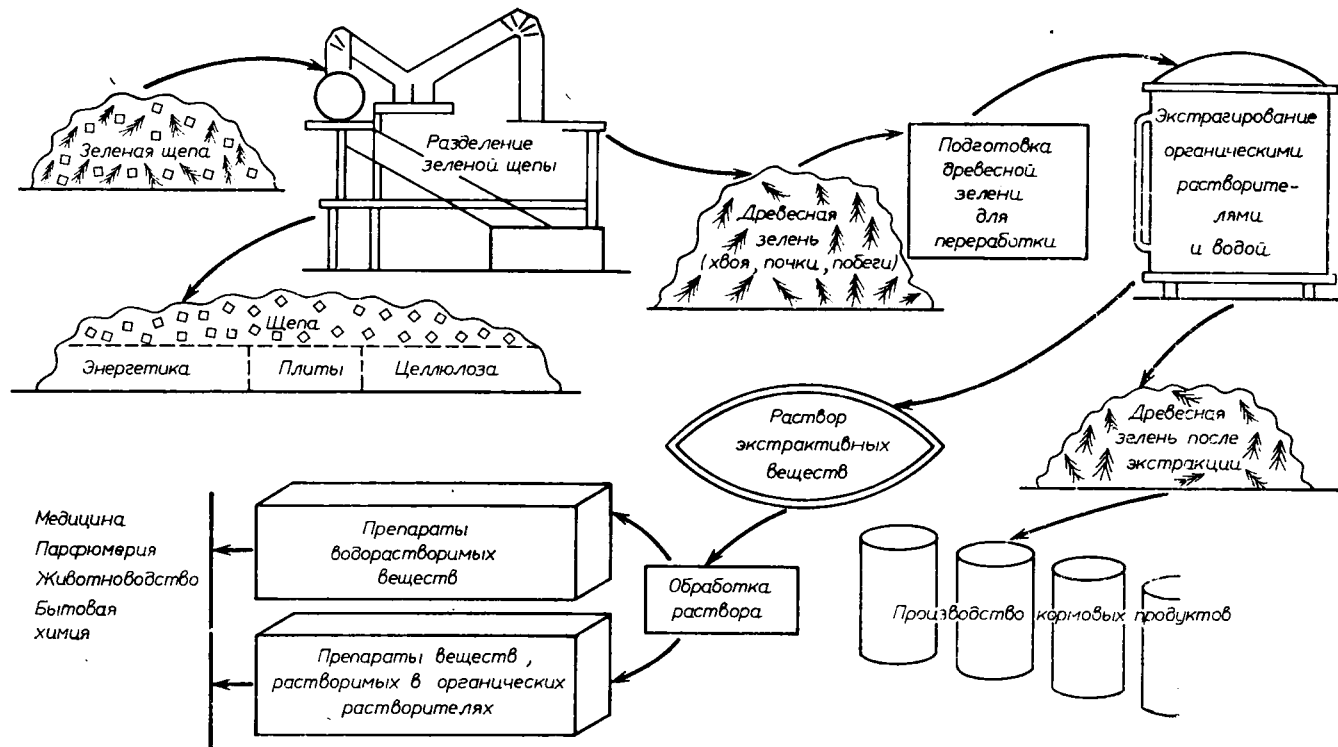 Зеленая щепа
Разделение
зеленой щепы
Древесная
зелень
(хвоя, почки, побеги)
Подготовка
древесной
зелени
для
переработки
Экстрагирование
органическими
растворите-
лями
и водой
Щепа
Энергетика
Плиты
Целлюлоза
Раствор
экстрактивных
веществ
Древесная
зелень после
экстракции
Медицина
Парфюмерия
Животноводство
Бытовая
химия
Препараты
водорастворимых
веществ
Обработка
раствора
Производство кормовых продуктов
Препараты веществ,
растворимых в органических
растворителях